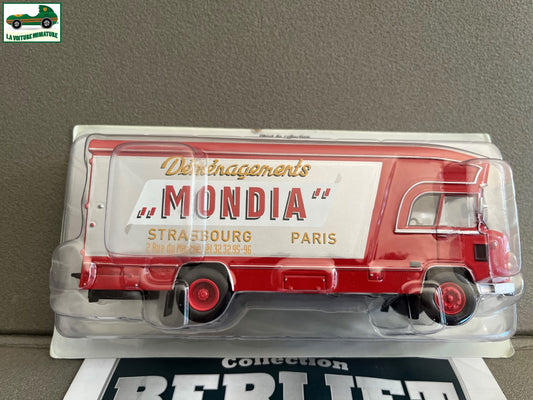 LA VOITURE MINIATURE
Déménagements
„MONDIA"
STRASBOURG PARIS
Collection
BERLIET